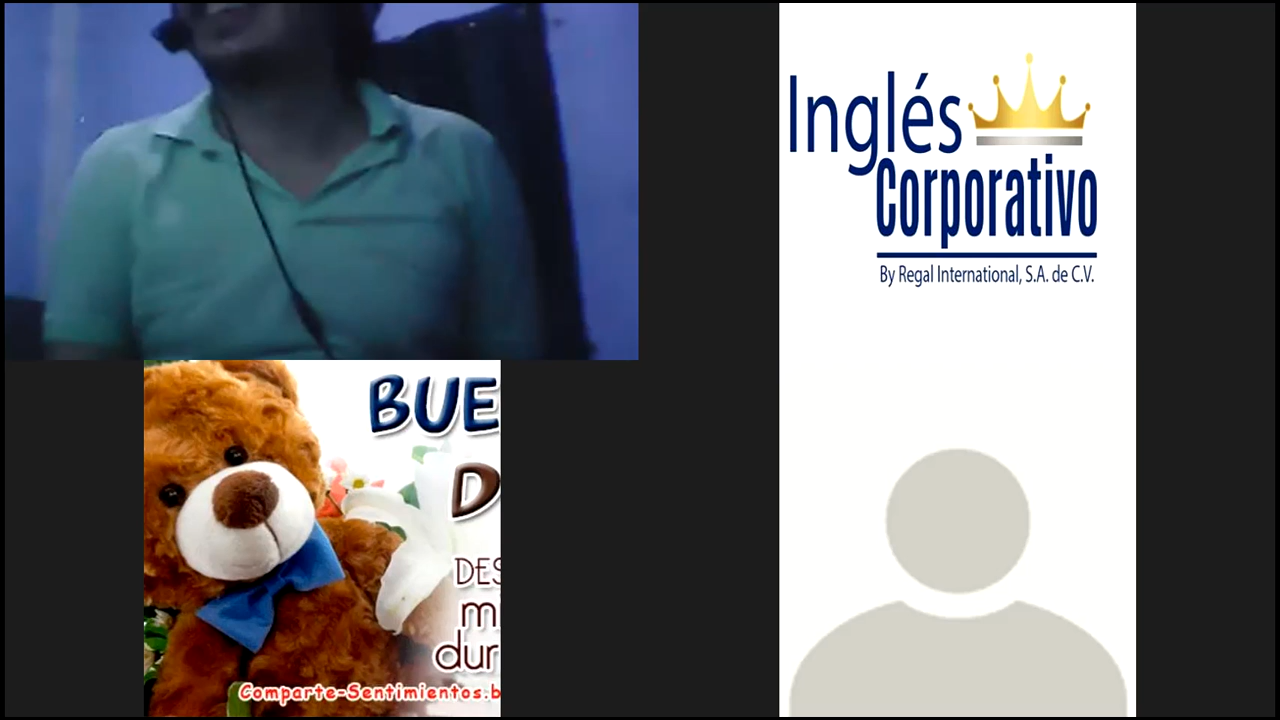 Inglés
Corporativo
By Regal International, S.A. de C.V.
BUE
D
DES
m
dur
Comparte-Sentimientos.b